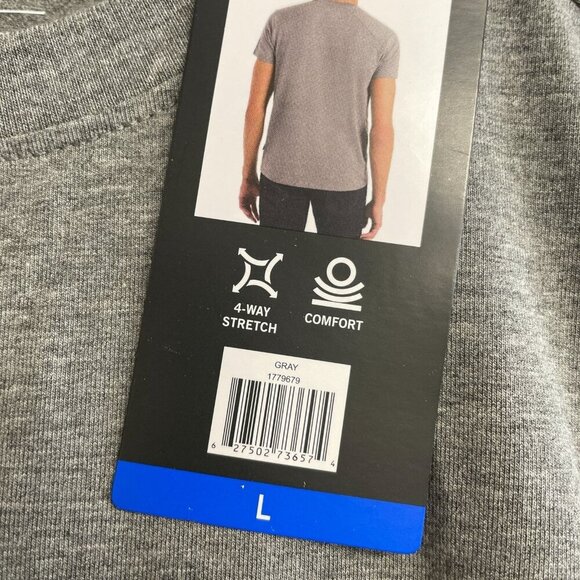 4-WAY
STRETCH
COMFORT
GRAY
1779679
6 27502 73657 4
L